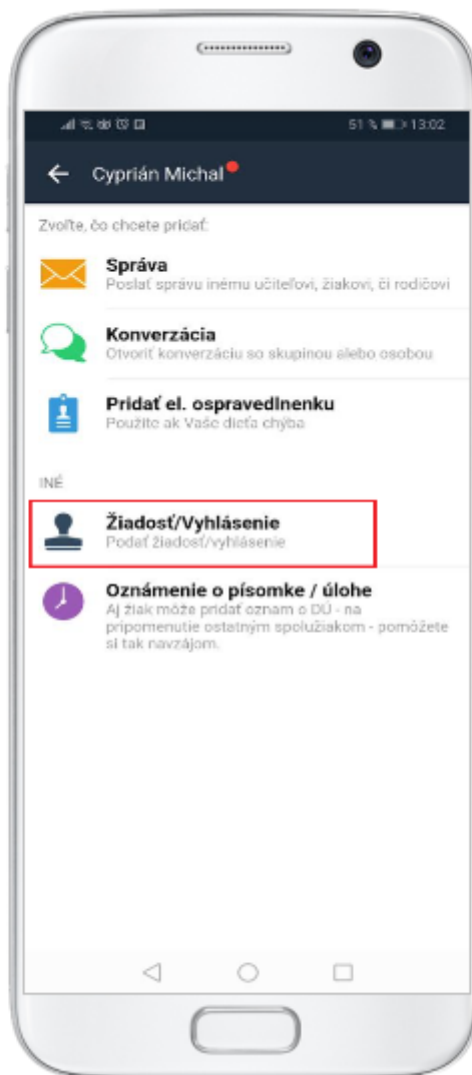 51 % 13:02
Cyprián Michal
Zvoľte, čo chcete pridať:
Správa
Poslať správu inému učiteľovi, žiakovi, či rodičovi
Konverzácia
Otvoriť konverzáciu so skupinou alebo osobou
Pridať el. ospravedlnenku
Použite ak Vaše dieťa chýba
INÉ
Žiadosť/Vyhlásenie
Podať žiadosť/vyhlásenie
Oznámenie o písomke / úlohe
Aj žiak môže pridať oznam o DÚ - na
pripomenutie ostatným spolužiakom - pomôžete
si tak navzájom.